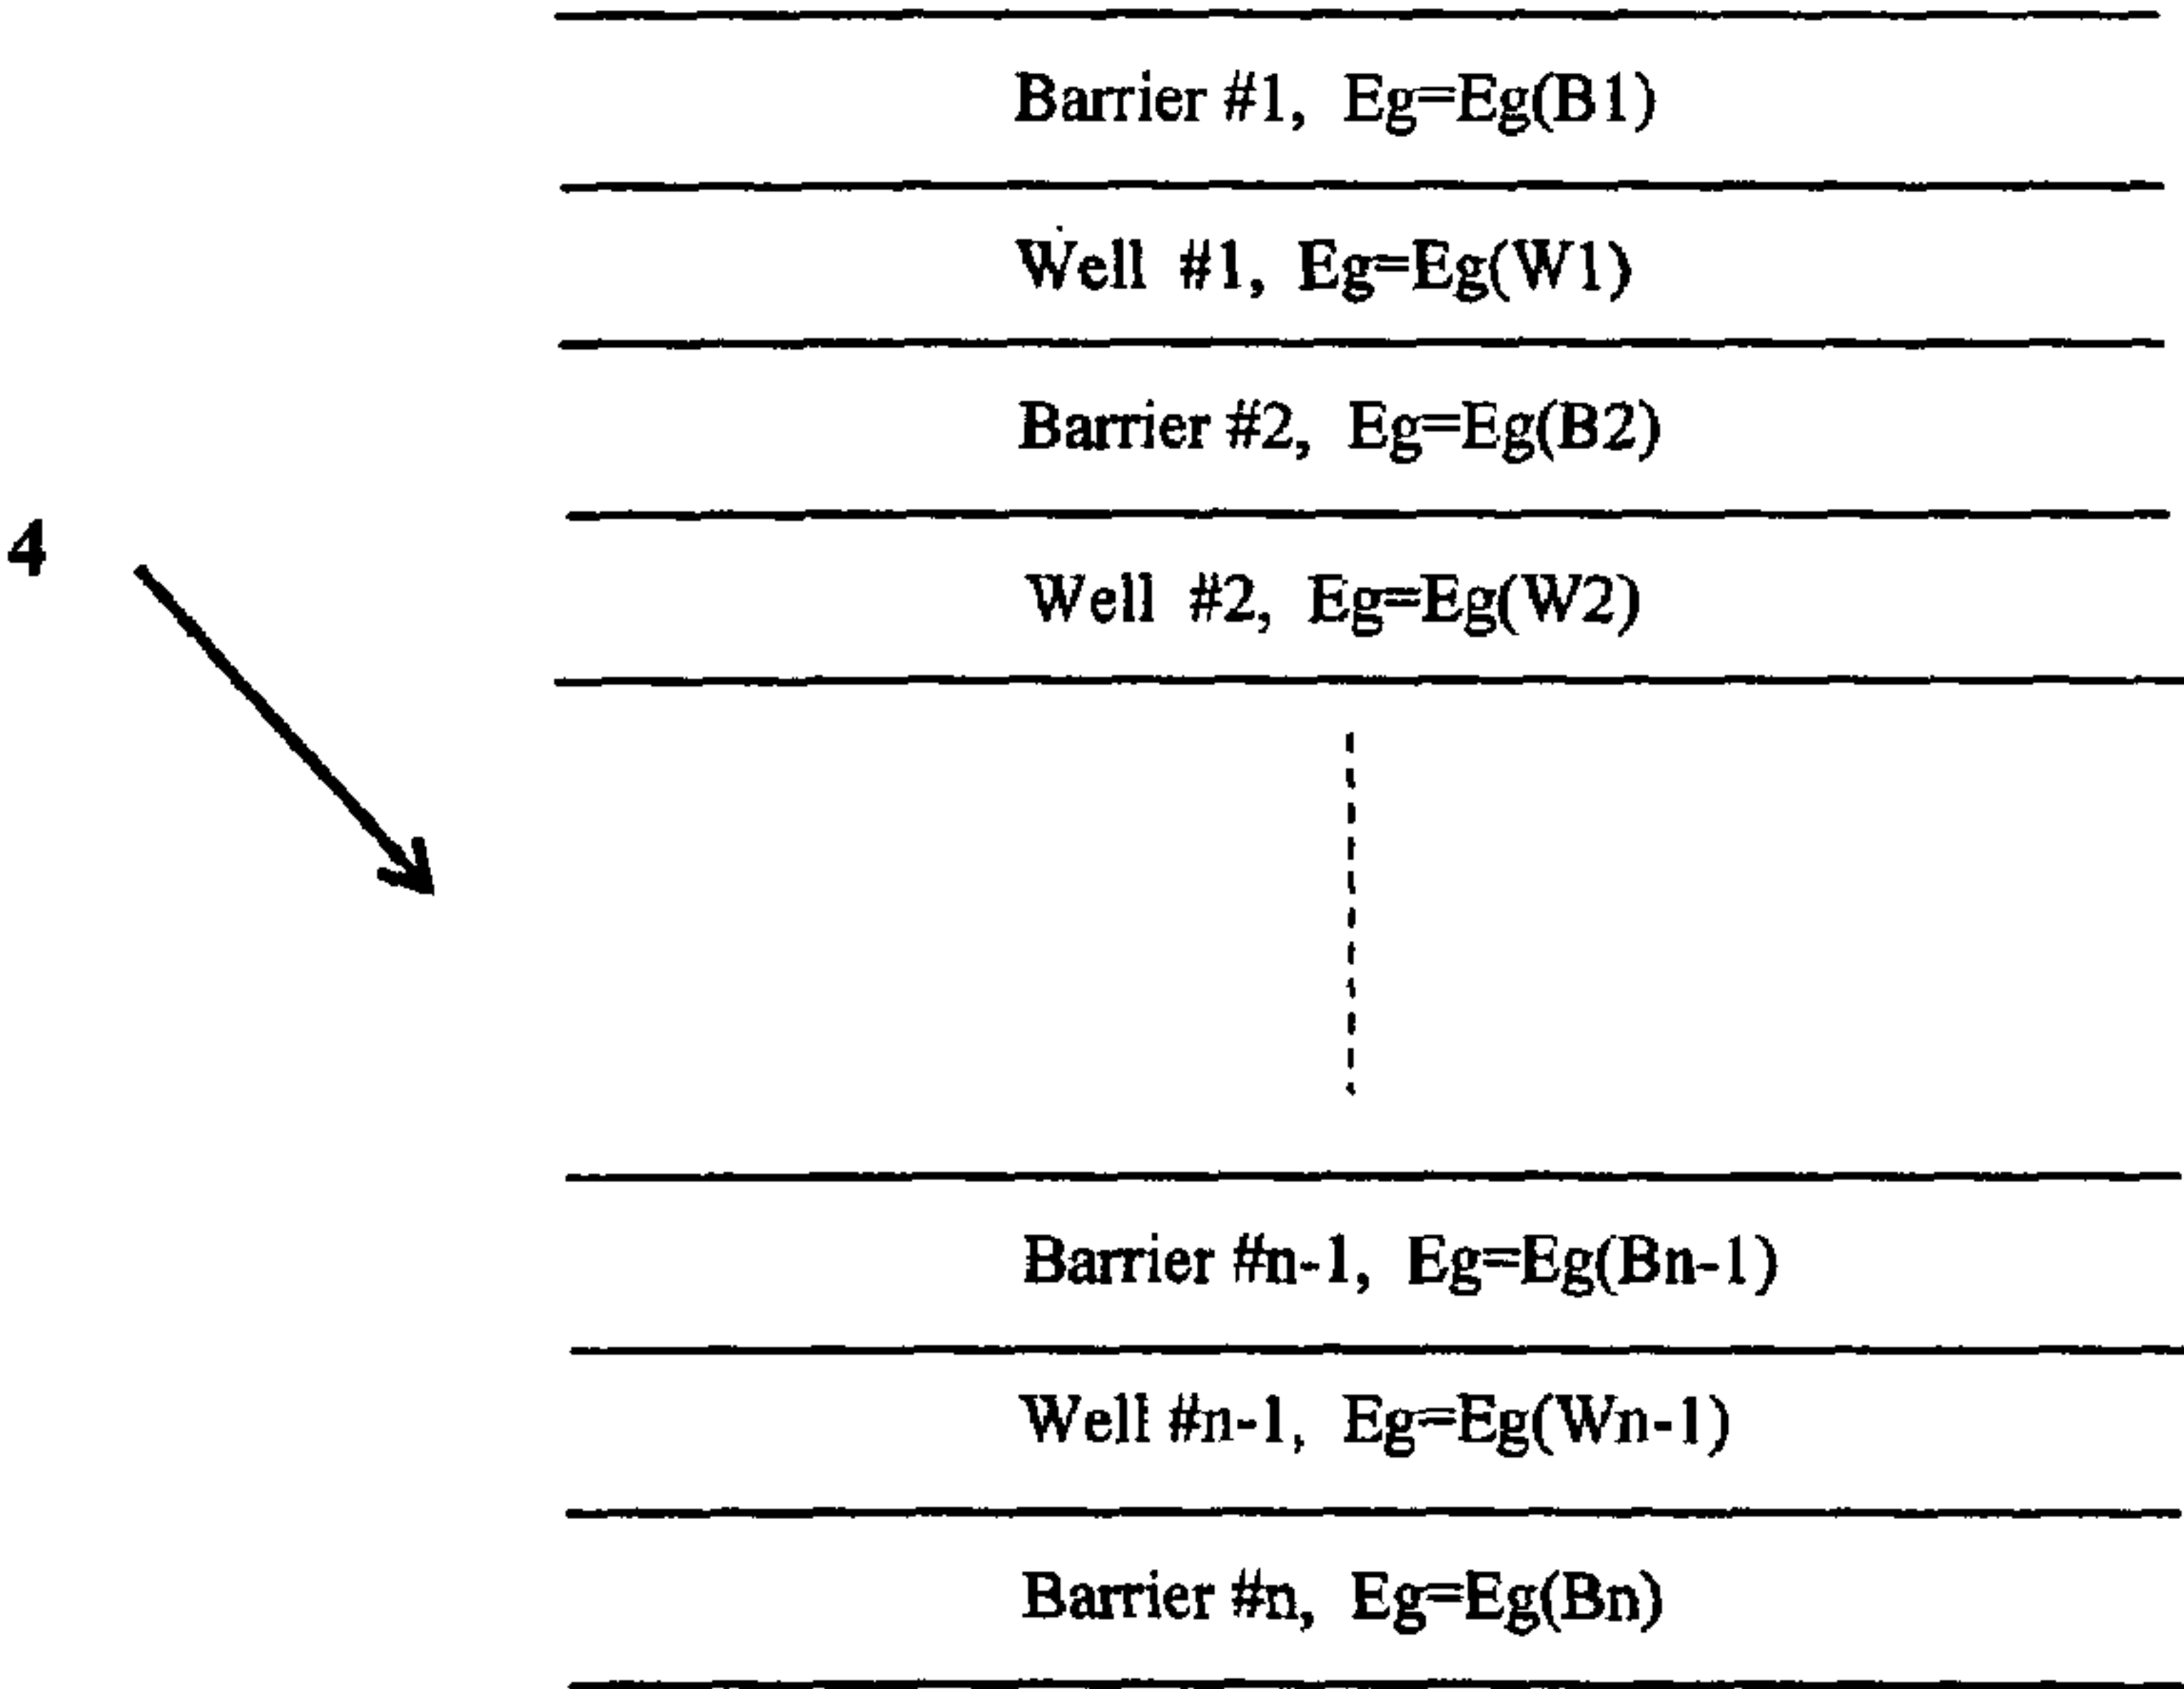 Barrier #1, Eg=Eg(B1)
Well #1, Eg=Eg(W1)
Barrier #2, Eg=Eg(B2)
4
Well #2, Eg=Eg(W2)
Barrier #n-1, Eg=Eg(Bn-1)
Well #n-1, Eg=Eg(Wn-1)
Barrier #n, Eg=Eg(Bn)